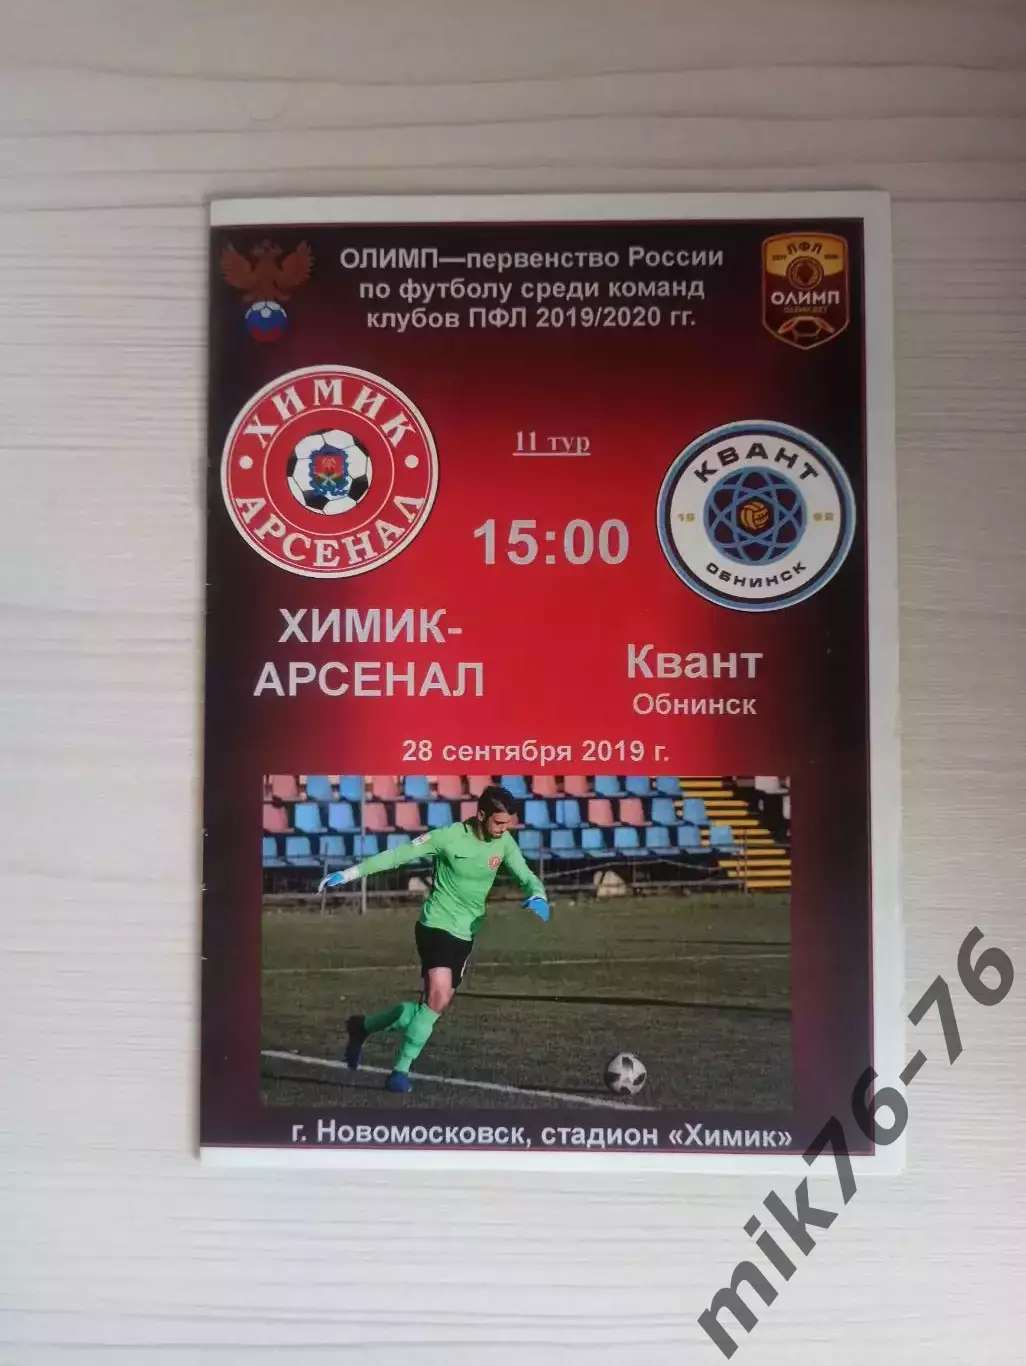 ОЛИМП—первенство России
по футболу среди команд
клубов ПФЛ 2019/2020 гг.
ПФЛ
ОЛИМП
ХИМИК
АРСЕНАЛ
11 тур
15:00
КВАНТ
ОБНИНСК
ХИМИК-
АРСЕНАЛ
Квант
Обнинск
28 сентября 2019 г.
г. Новомосковск, стадион «Химик»
mik76-76